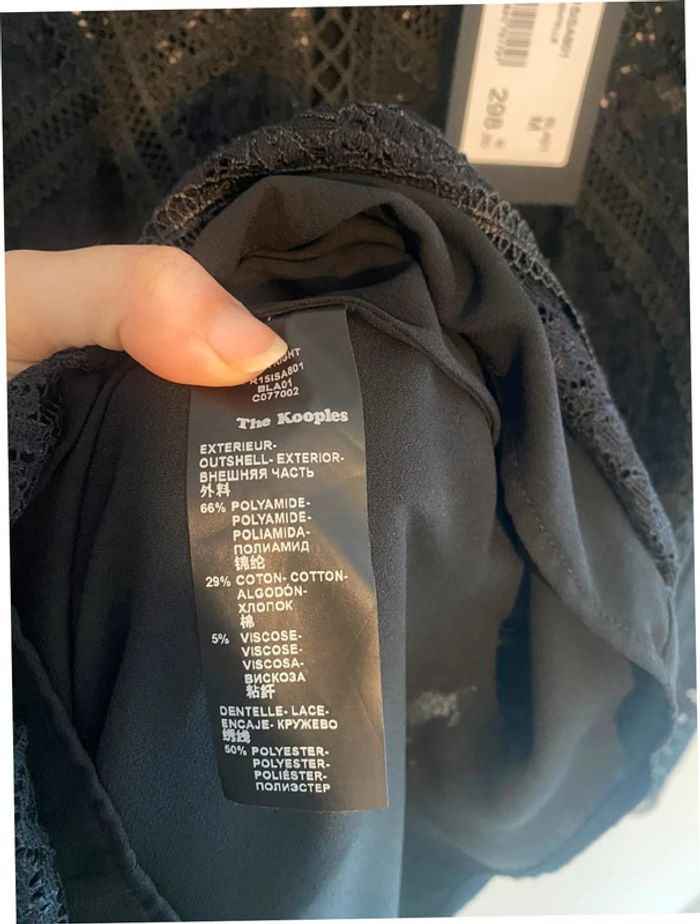 298
R15ISA801
BLA01
C077002
The Kooples
EXTERIEUR-
OUTSHELL- EXTERIOR-
ВНЕШНЯЯ ЧАСТЬ
外料
66% POLYAMIDE-
POLYAMIDE-
POLIAMIDA-
ПОЛИАМИД
锦纶
29% COTON- COTTON-
ALGODÓN-
ХЛОПОК
棉
5% VISCOSE-
VISCOSE-
VISCOSA-
ВИСКОЗА
粘纤
DENTELLE- LACE-
ENCAJE- КРУЖЕВО
绣线
50% POLYESTER-
POLYESTER-
POLIÉSTER-
ПОЛИЭСТЕР